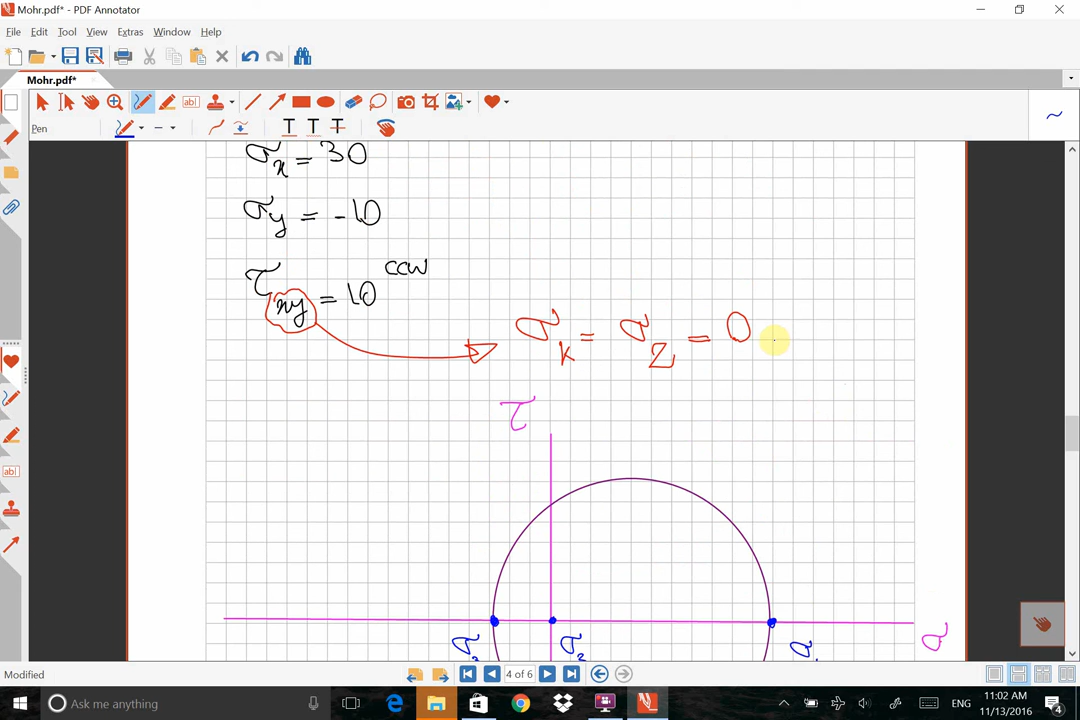 Mohr.pdf* - PDF Annotator
File Edit Tool View Extras Window Help
Mohr.pdf*
Pen
σx = 30
σy = -10
τxy = 10 ccw
σk = σz = 0
τ
σ
σ2
Modified
4 of 6
Ask me anything
ENG
11:02 AM
11/13/2016
4